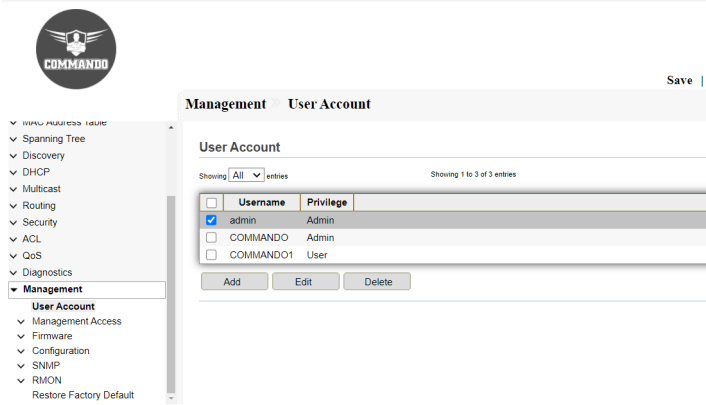 COMMANDO
Save |
Management » User Account
MAC Address Table
Spanning Tree
Discovery
DHCP
Multicast
Routing
Security
ACL
QoS
Diagnostics
Management
User Account
Management Access
Firmware
Configuration
SNMP
RMON
Restore Factory Default
User Account
Showing All entries
Showing 1 to 3 of 3 entries
Username Privilege
admin Admin
COMMANDO Admin
COMMANDO1 User
Add Edit Delete